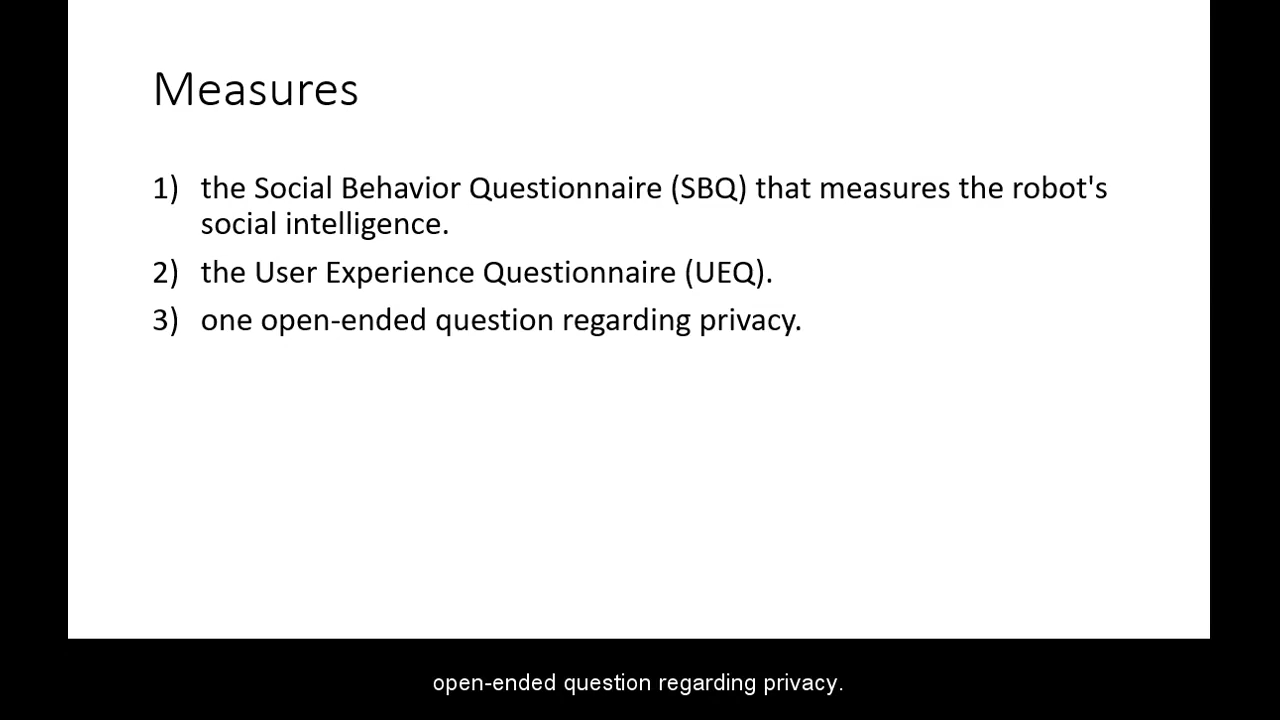 Measures
1) the Social Behavior Questionnaire (SBQ) that measures the robot's
social intelligence.
2) the User Experience Questionnaire (UEQ).
3) one open-ended question regarding privacy.
open-ended question regarding privacy.